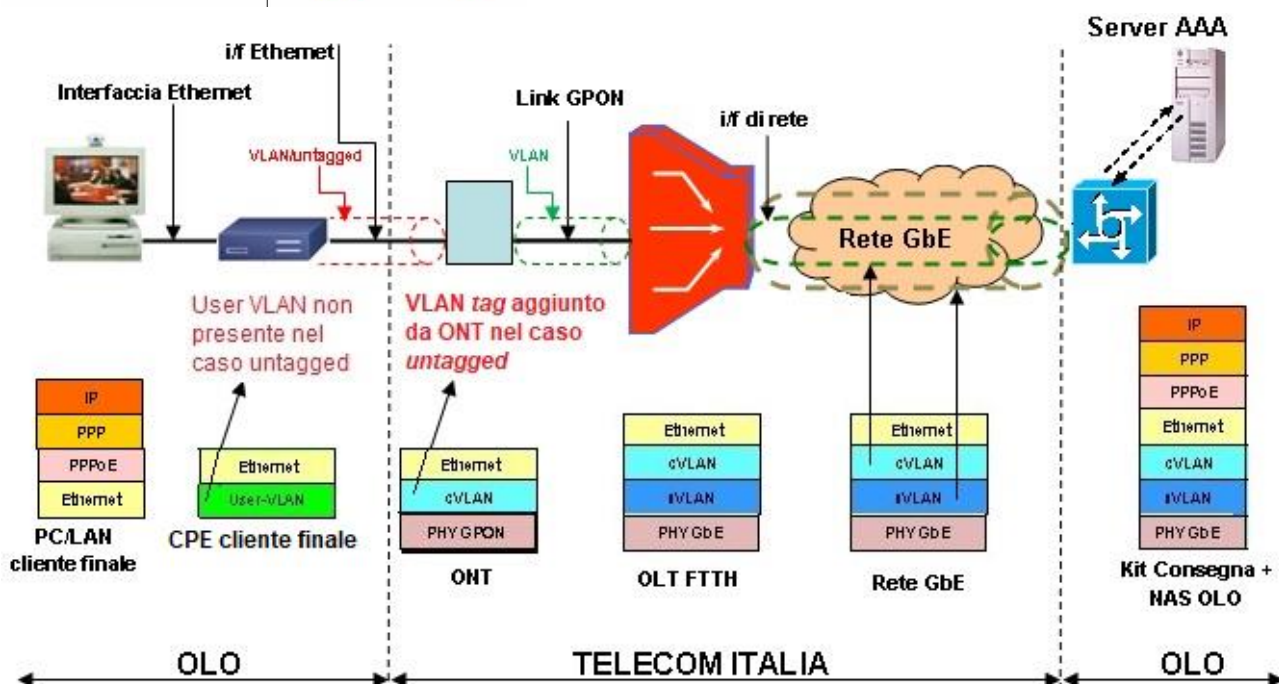 Server AAA
i/f Ethernet
Interfaccia Ethernet
Link GPON
i/f di rete
VLAN/untagged
VLAN
Rete GbE
User VLAN non
presente nel
caso untagged
VLAN tag aggiunto
da ONT nel caso
untagged
IP
PPP
PPPoE
Ethernet
PC/LAN
cliente finale
Ethernet
User-VLAN
CPE cliente finale
Ethernet
cVLAN
PHY GPON
ONT
Ethernet
cVLAN
sVLAN
PHY GbE
OLT FTTH
Ethernet
cVLAN
sVLAN
PHY GbE
Rete GbE
IP
PPP
PPPoE
Ethernet
cVLAN
sVLAN
PHY GbE
Kit Consegna +
NAS OLO
OLO
TELECOM ITALIA
OLO